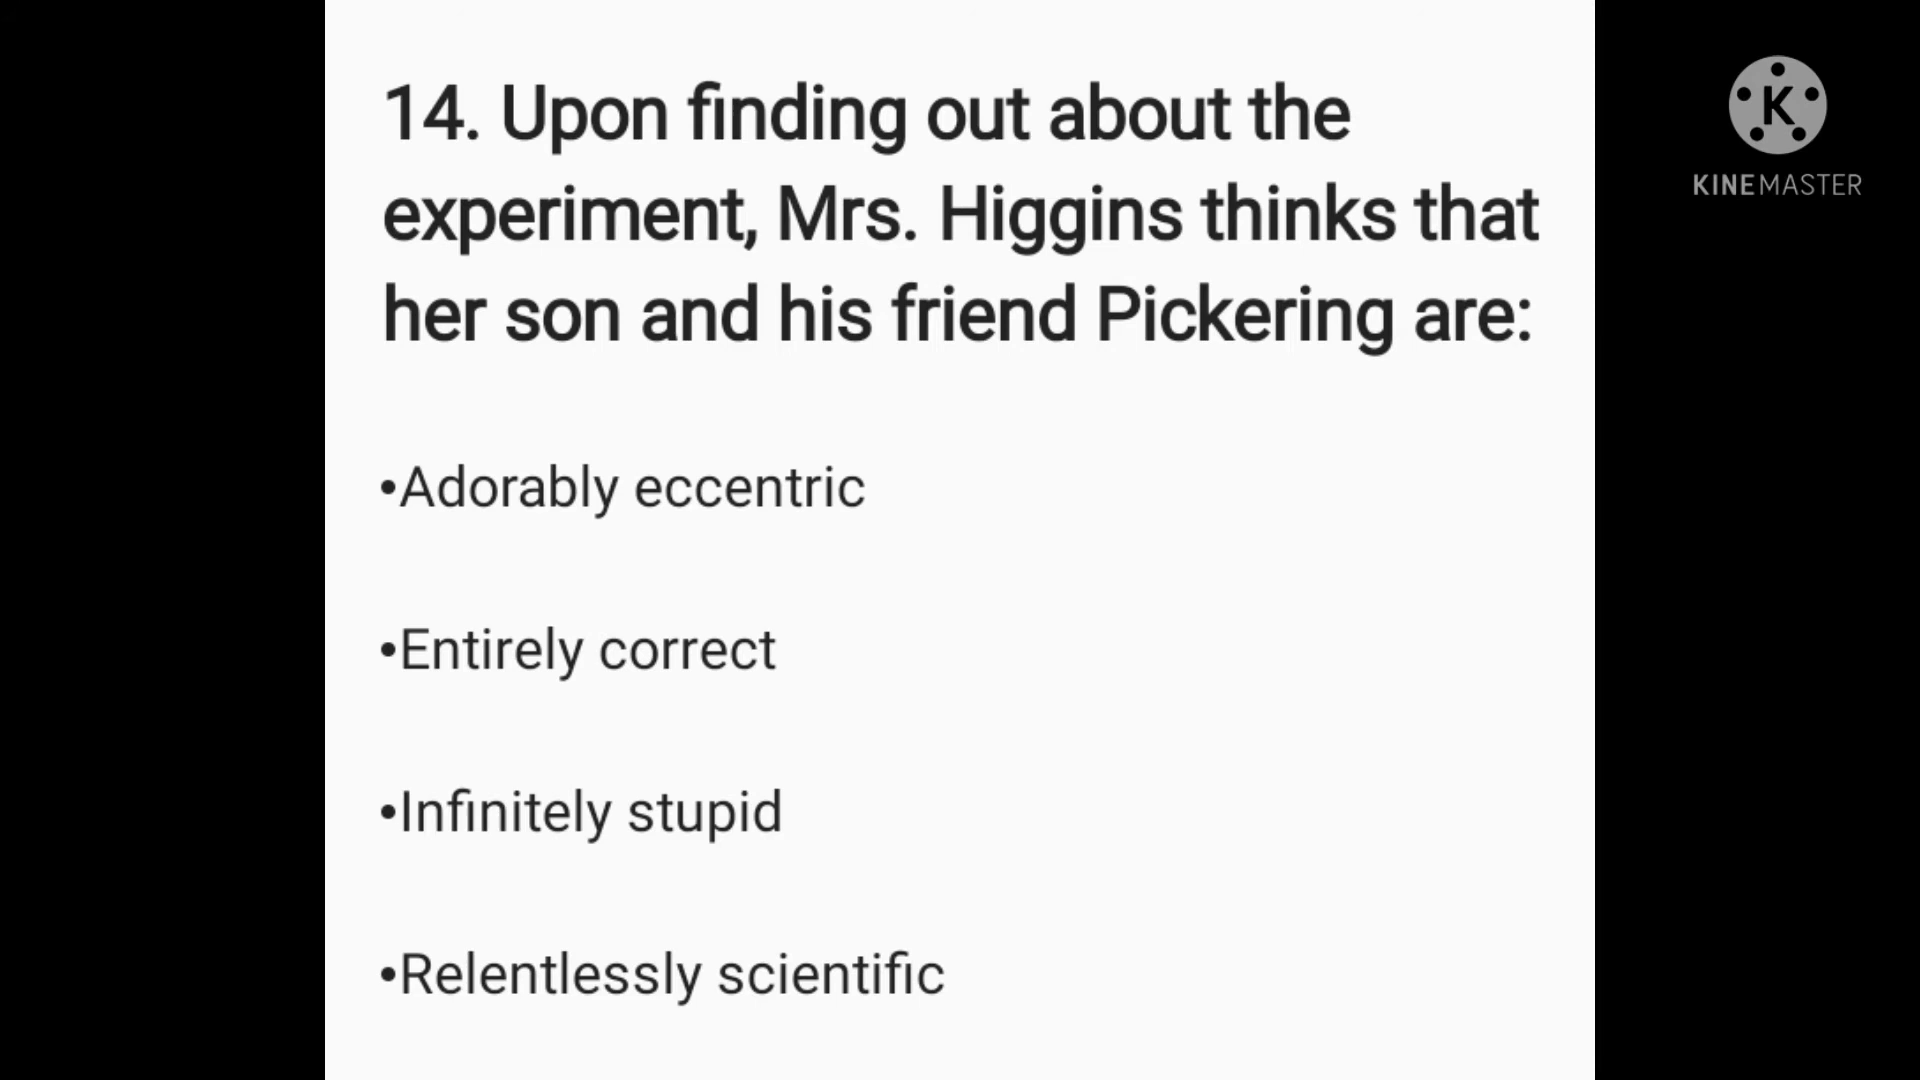 14. Upon finding out about the
experiment, Mrs. Higgins thinks that
her son and his friend Pickering are:
•Adorably eccentric
•Entirely correct
•Infinitely stupid
•Relentlessly scientific
K
KINEMASTER